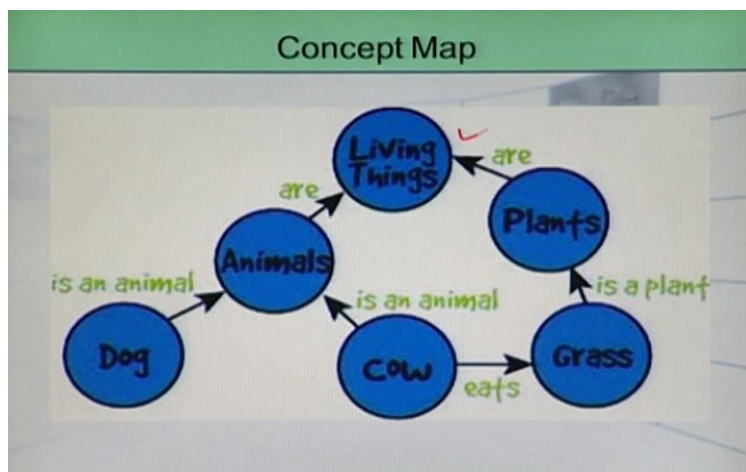 Concept Map
Living
Things
are
are
Plants
Animals
is an animal
is an animal
is a plant
Dog
Cow
Grass
eats